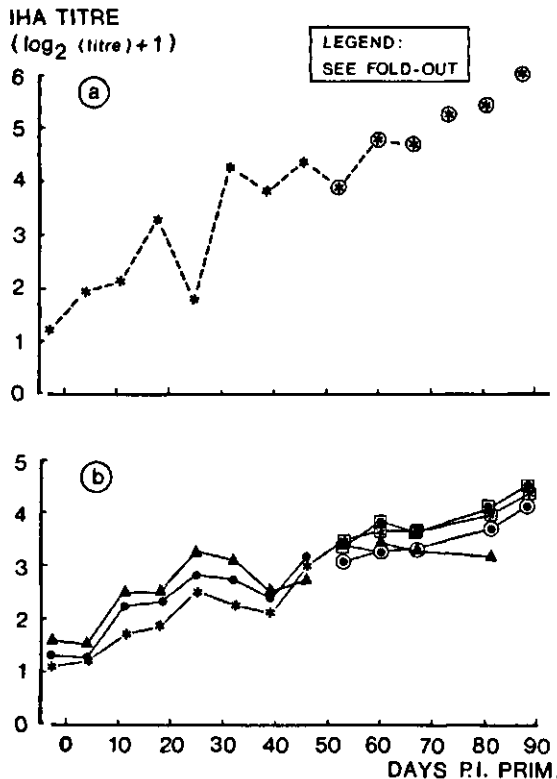 IHA TITRE
(log₂ (titre)+1)
LEGEND:
SEE FOLD-OUT
a
6
5
4
3
2
1
0
b
5
4
3
2
1
0
0 10 20 30 40 50 60 70 80 90
DAYS P.I. PRIM